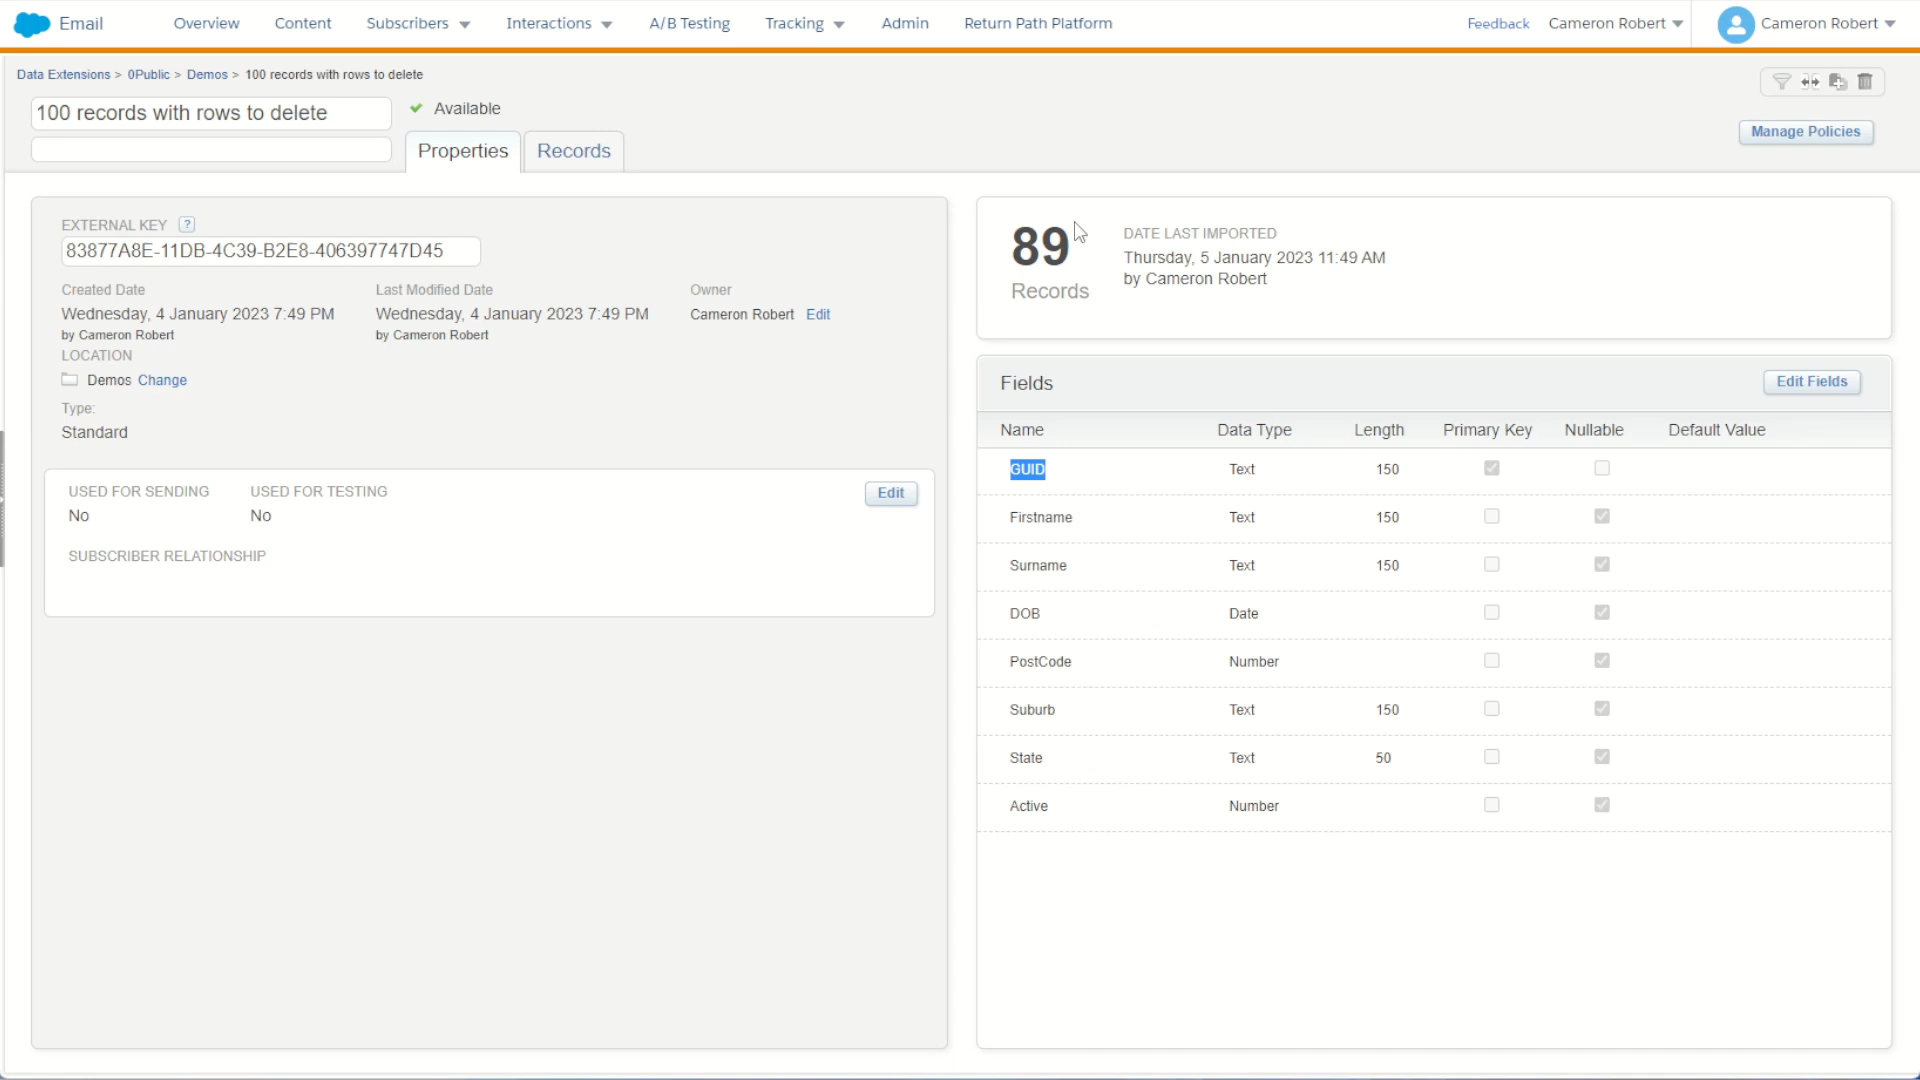 Email
Overview
Content
Subscribers
Interactions
A/B Testing
Tracking
Admin
Return Path Platform
Feedback
Cameron Robert
Cameron Robert
Data Extensions > 0Public > Demos > 100 records with rows to delete
100 records with rows to delete
Available
Properties
Records
Manage Policies
EXTERNAL KEY ?
83877A8E-11DB-4C39-B2E8-406397747D45
Created Date
Wednesday, 4 January 2023 7:49 PM
by Cameron Robert
Last Modified Date
Wednesday, 4 January 2023 7:49 PM
by Cameron Robert
Owner
Cameron Robert Edit
LOCATION
Demos Change
Type:
Standard
USED FOR SENDING
No
USED FOR TESTING
No
Edit
SUBSCRIBER RELATIONSHIP
89
Records
DATE LAST IMPORTED
Thursday, 5 January 2023 11:49 AM
by Cameron Robert
Fields
Edit Fields
Name Data Type Length Primary Key Nullable Default Value
GUID Text 150
Firstname Text 150
Surname Text 150
DOB Date
PostCode Number
Suburb Text 150
State Text 50
Active Number